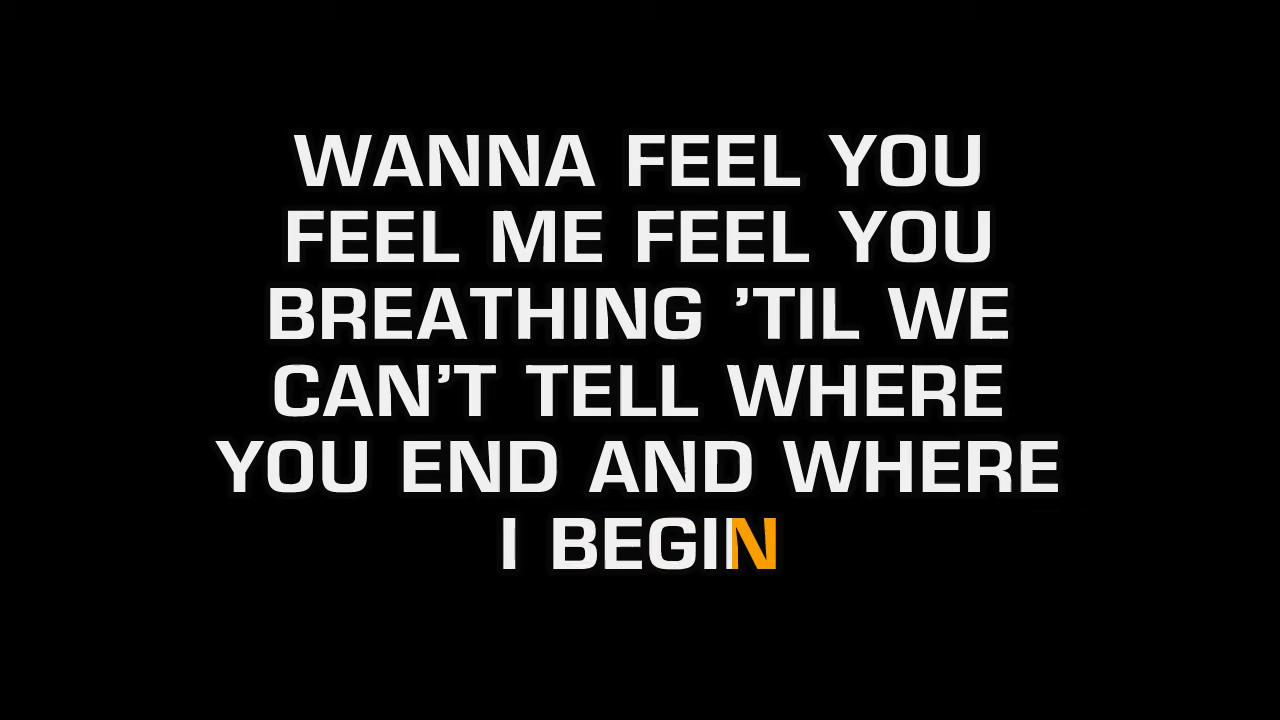 WANNA FEEL YOU
FEEL ME FEEL YOU
BREATHING ’TIL WE
CAN’T TELL WHERE
YOU END AND WHERE
I BEGIN